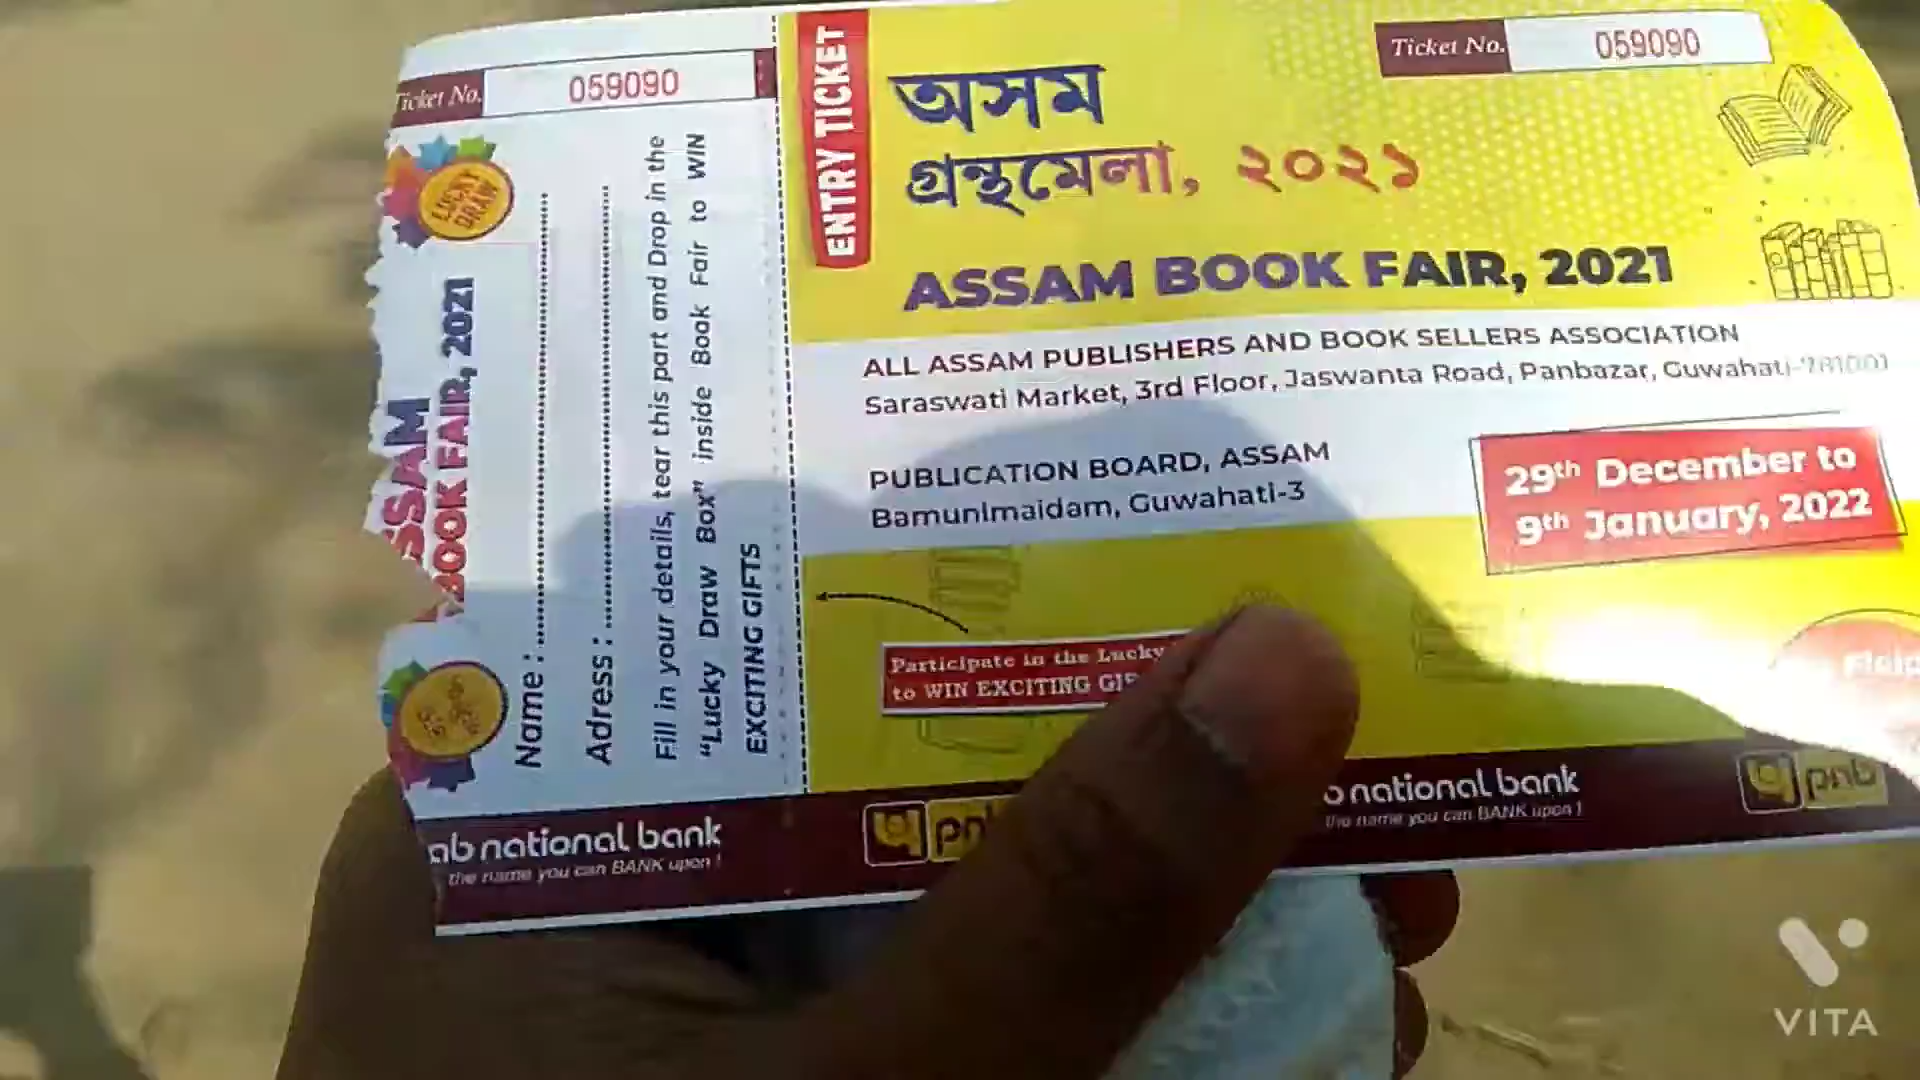 Ticket No. 059090
LUCKY DRAW
ASSAM
BOOK FAIR, 2021
Name :
Adress :
Fill in your details, tear this part and Drop in the
"Lucky Draw Box" inside Book Fair to WIN
EXCITING GIFTS
ab national bank
the name you can BANK upon !
ENTRY TICKET
Ticket No. 059090
অসম
গ্ৰন্থমেলা, ২০২১
ASSAM BOOK FAIR, 2021
ALL ASSAM PUBLISHERS AND BOOK SELLERS ASSOCIATION
Saraswati Market, 3rd Floor, Jaswanta Road, Panbazar, Guwahati-781001
PUBLICATION BOARD, ASSAM
Bamunimaidam, Guwahati-3
29th December to
9th January, 2022
Participate in the Lucky
to WIN EXCITING
pnb
national bank
the name you can BANK upon !
pnb
VITA